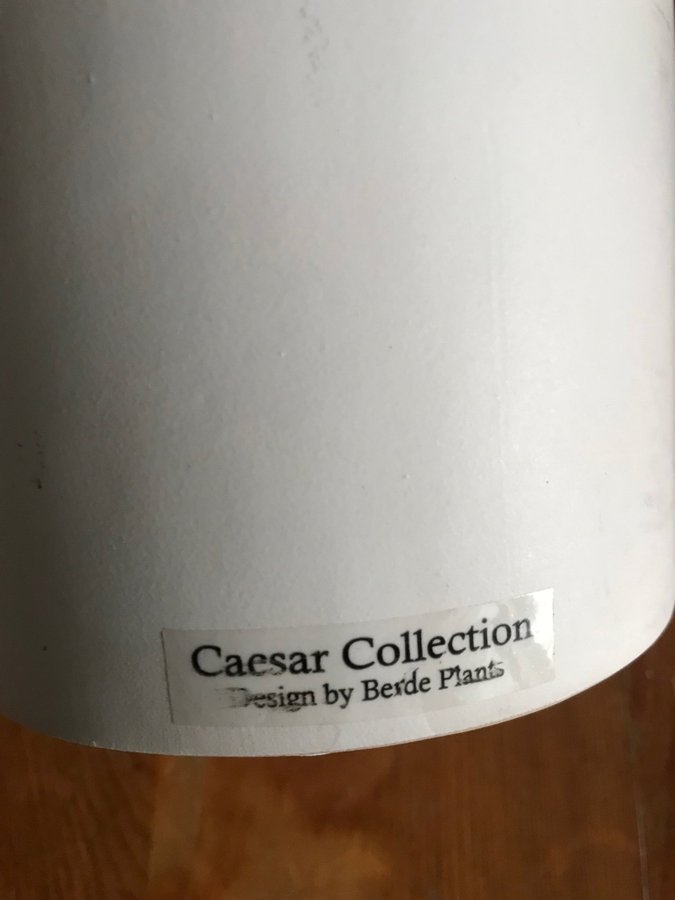 Caesar Collection
Design by Berde Plants